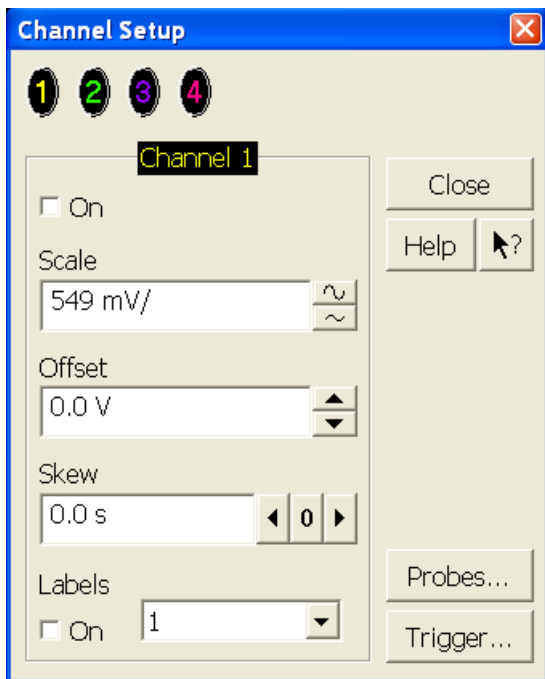 Channel Setup
1 2 3 4
Channel 1
On
Close
Help ?
Scale
549 mV/
Offset
0.0 V
Skew
0.0 s 0
Labels
On 1
Probes...
Trigger...